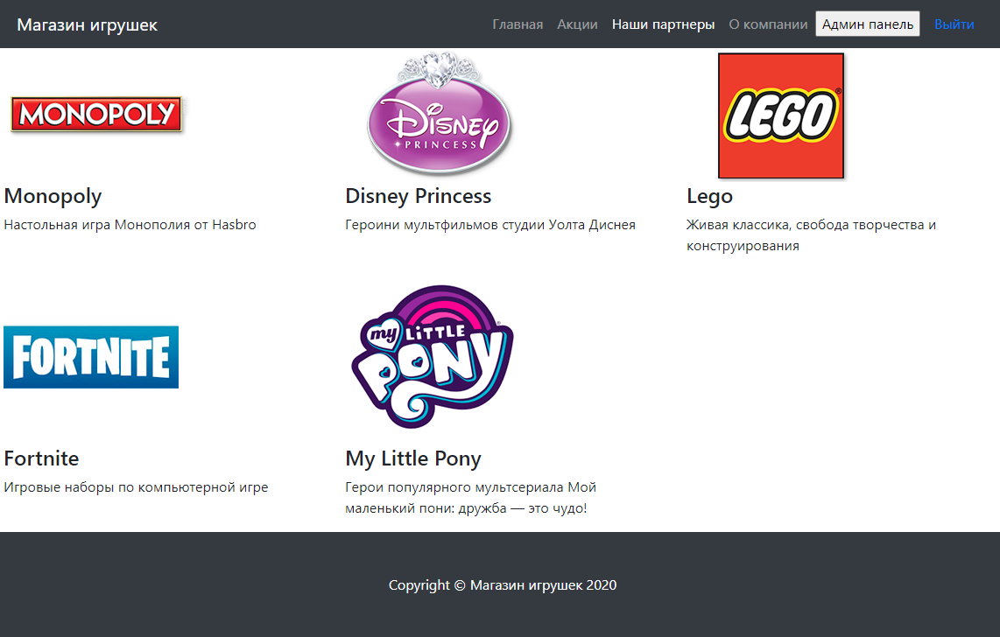 Магазин игрушек
Главная Акции Наши партнеры О компании Админ панель Выйти
MONOPOLY
Disney
PRINCESS
LEGO®
Monopoly
Настольная игра Монополия от Hasbro
Disney Princess
Героини мультфильмов студии Уолта Диснея
Lego
Живая классика, свобода творчества и
конструирования
FORTNITE
my LiTTLE
PONY
Fortnite
Игровые наборы по компьютерной игре
My Little Pony
Герои популярного мультсериала Мой
маленький пони: дружба — это чудо!
Copyright © Магазин игрушек 2020